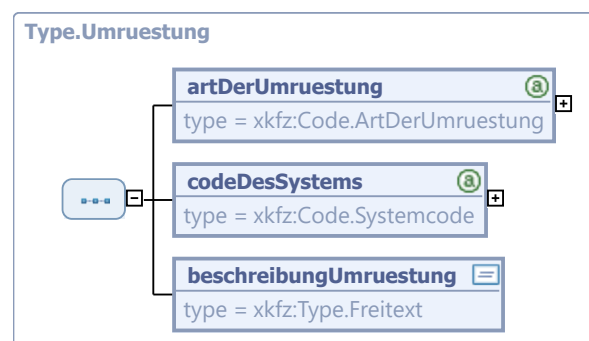 Type.Umruestung
artDerUmruestung
type = xkfz:Code.ArtDerUmruestung
codeDesSystems
type = xkfz:Code.Systemcode
beschreibungUmruestung
type = xkfz:Type.Freitext